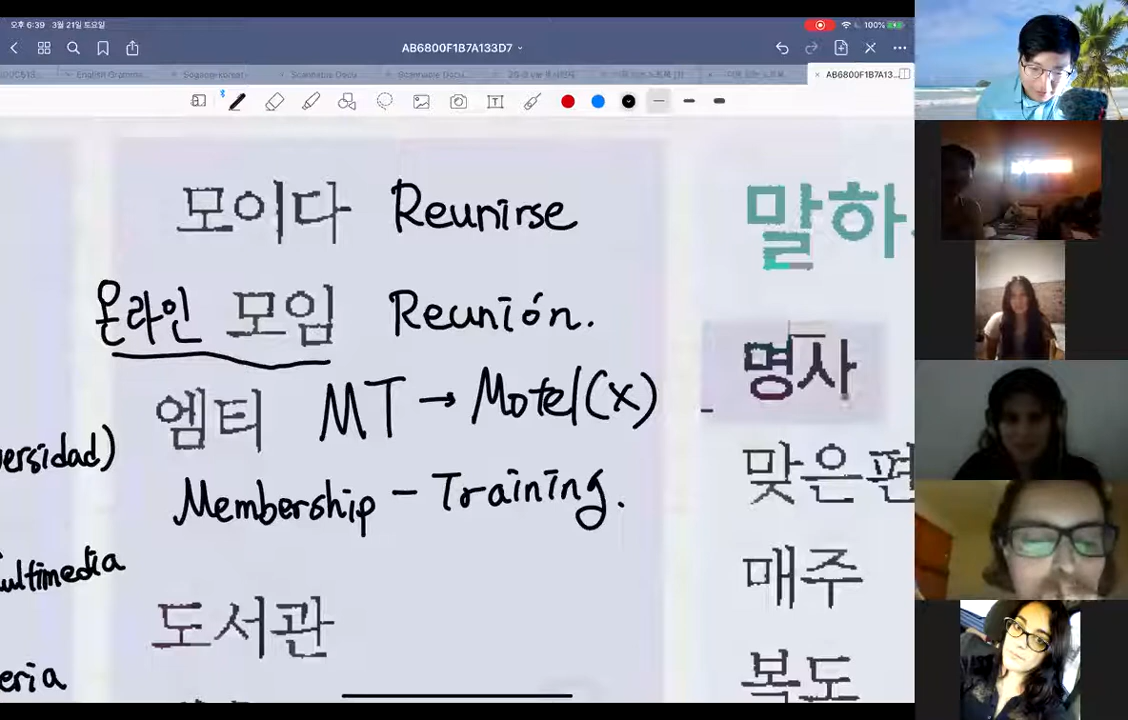 오후 6:39 3월 21일 토요일
100%
AB6800F1B7A133D7
AB6800F1B7A13...
모이다 Reunirse
온라인 모임 Reunión.
엠티 MT → Motel(x)
Membership - Training.
도서관
ersidad)
ultimedia
ería
말하
명사
맞은편
매주
복도